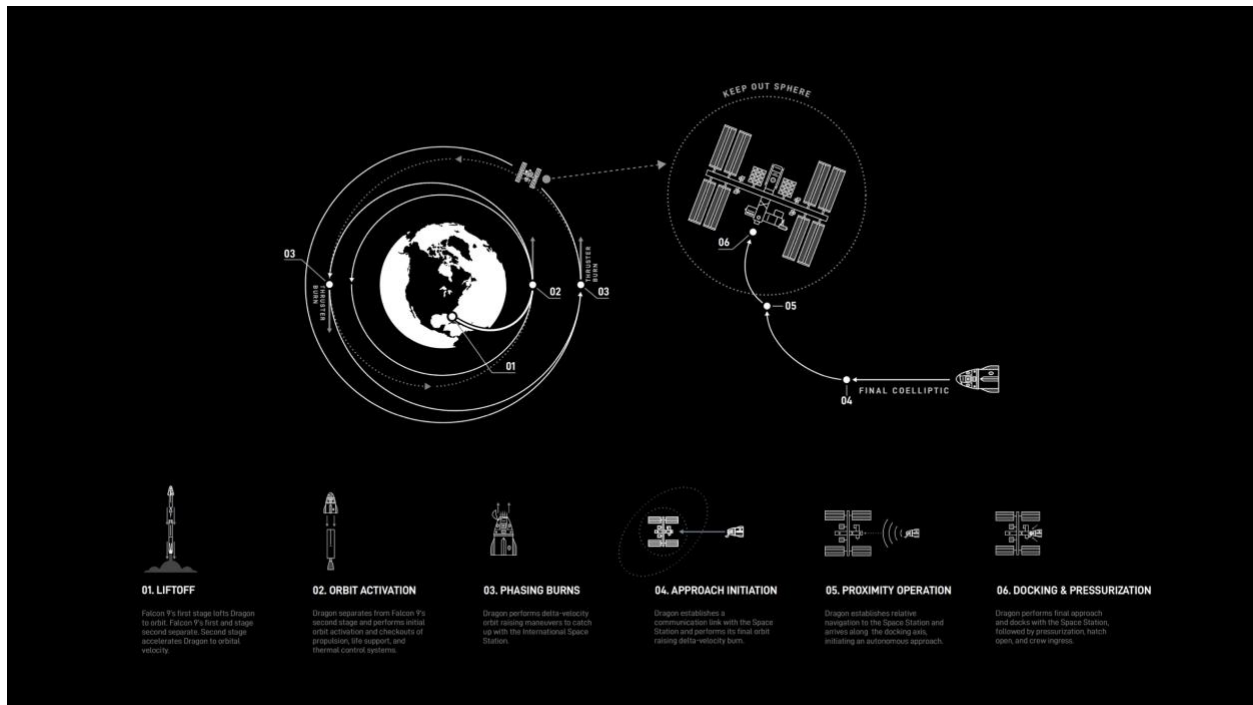 KEEP OUT SPHERE
03
THRUSTER
BURN
02
THRUSTER
BURN
03
01
06
05
04
FINAL COELLIPTIC
01. LIFTOFF
Falcon 9's first stage lofts Dragon
to orbit. Falcon 9's first and stage
second separate. Second stage
accelerates Dragon to orbital
velocity.
02. ORBIT ACTIVATION
Dragon separates from Falcon 9's
second stage and performs initial
orbit activation and checkouts of
propulsion, life support, and
thermal control systems.
03. PHASING BURNS
Dragon performs delta-velocity
orbit raising maneuvers to catch
up with the International Space
Station.
04. APPROACH INITIATION
Dragon establishes a
communication link with the Space
Station and performs its final orbit
raising delta-velocity burn.
05. PROXIMITY OPERATION
Dragon establishes relative
navigation to the Space Station and
arrives along the docking axis,
initiating an autonomous approach.
06. DOCKING & PRESSURIZATION
Dragon performs final approach
and docks with the Space Station,
followed by pressurization, hatch
open, and crew ingress.